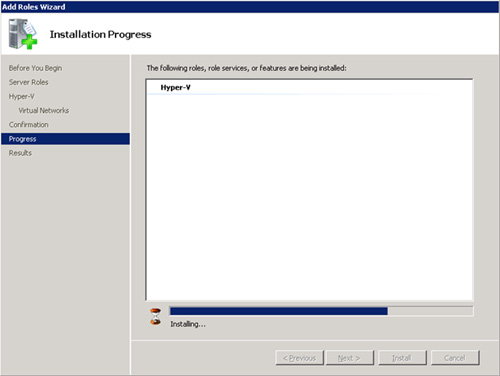 Add Roles Wizard
Installation Progress
Before You Begin
Server Roles
Hyper-V
Virtual Networks
Confirmation
Progress
Results
The following roles, role services, or features are being installed:
Hyper-V
Installing...
< Previous
Next >
Install
Cancel